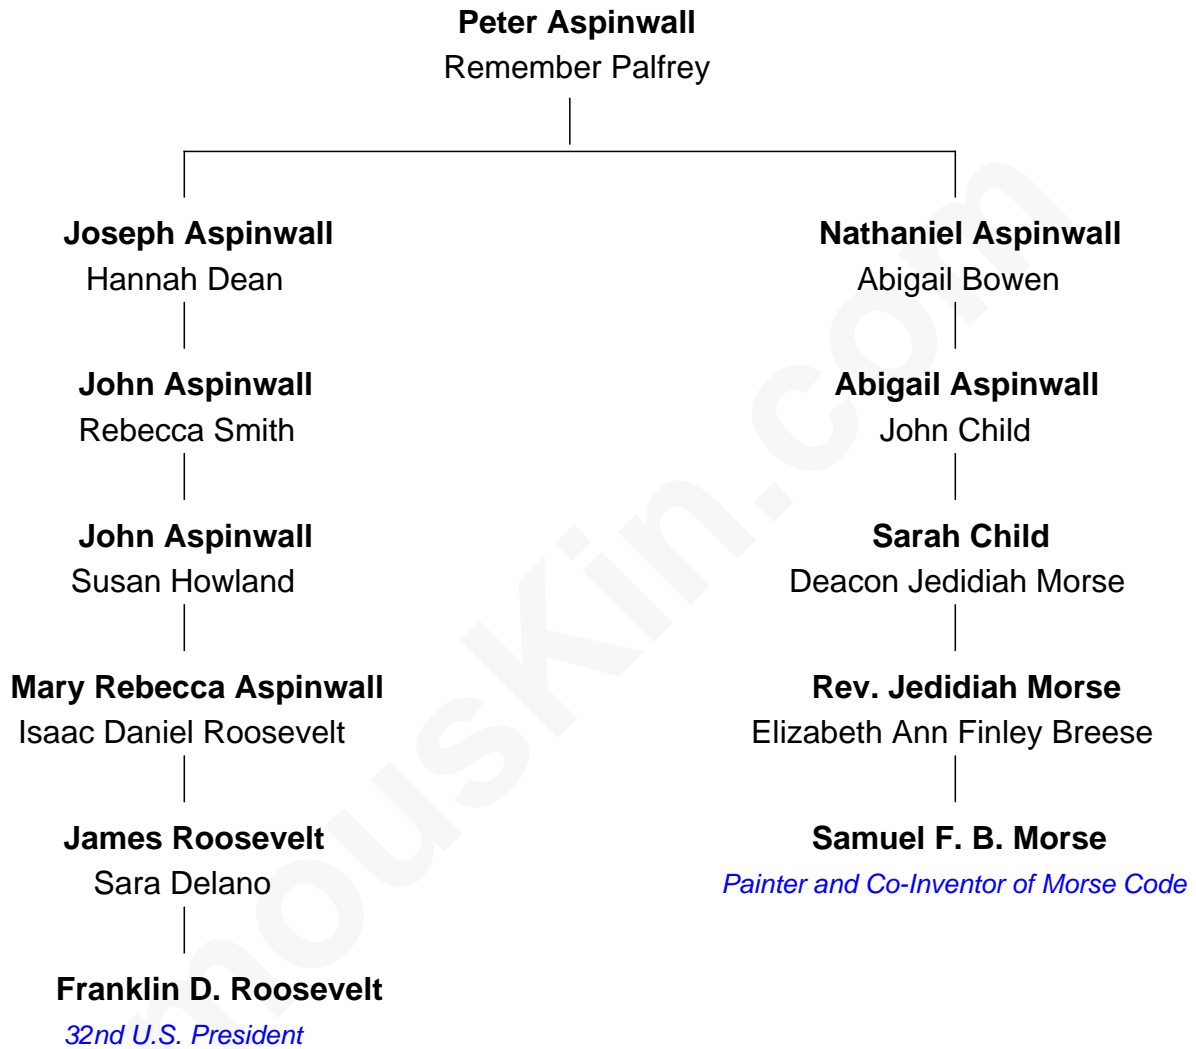 Peter Aspinwall
Remember Palfrey
Joseph Aspinwall
Hannah Dean
Nathaniel Aspinwall
Abigail Bowen
John Aspinwall
Rebecca Smith
Abigail Aspinwall
John Child
John Aspinwall
Susan Howland
Sarah Child
Deacon Jedidiah Morse
Mary Rebecca Aspinwall
Isaac Daniel Roosevelt
Rev. Jedidiah Morse
Elizabeth Ann Finley Breese
James Roosevelt
Sara Delano
Samuel F. B. Morse
Painter and Co-Inventor of Morse Code
Franklin D. Roosevelt
32nd U.S. President
mouskin.com